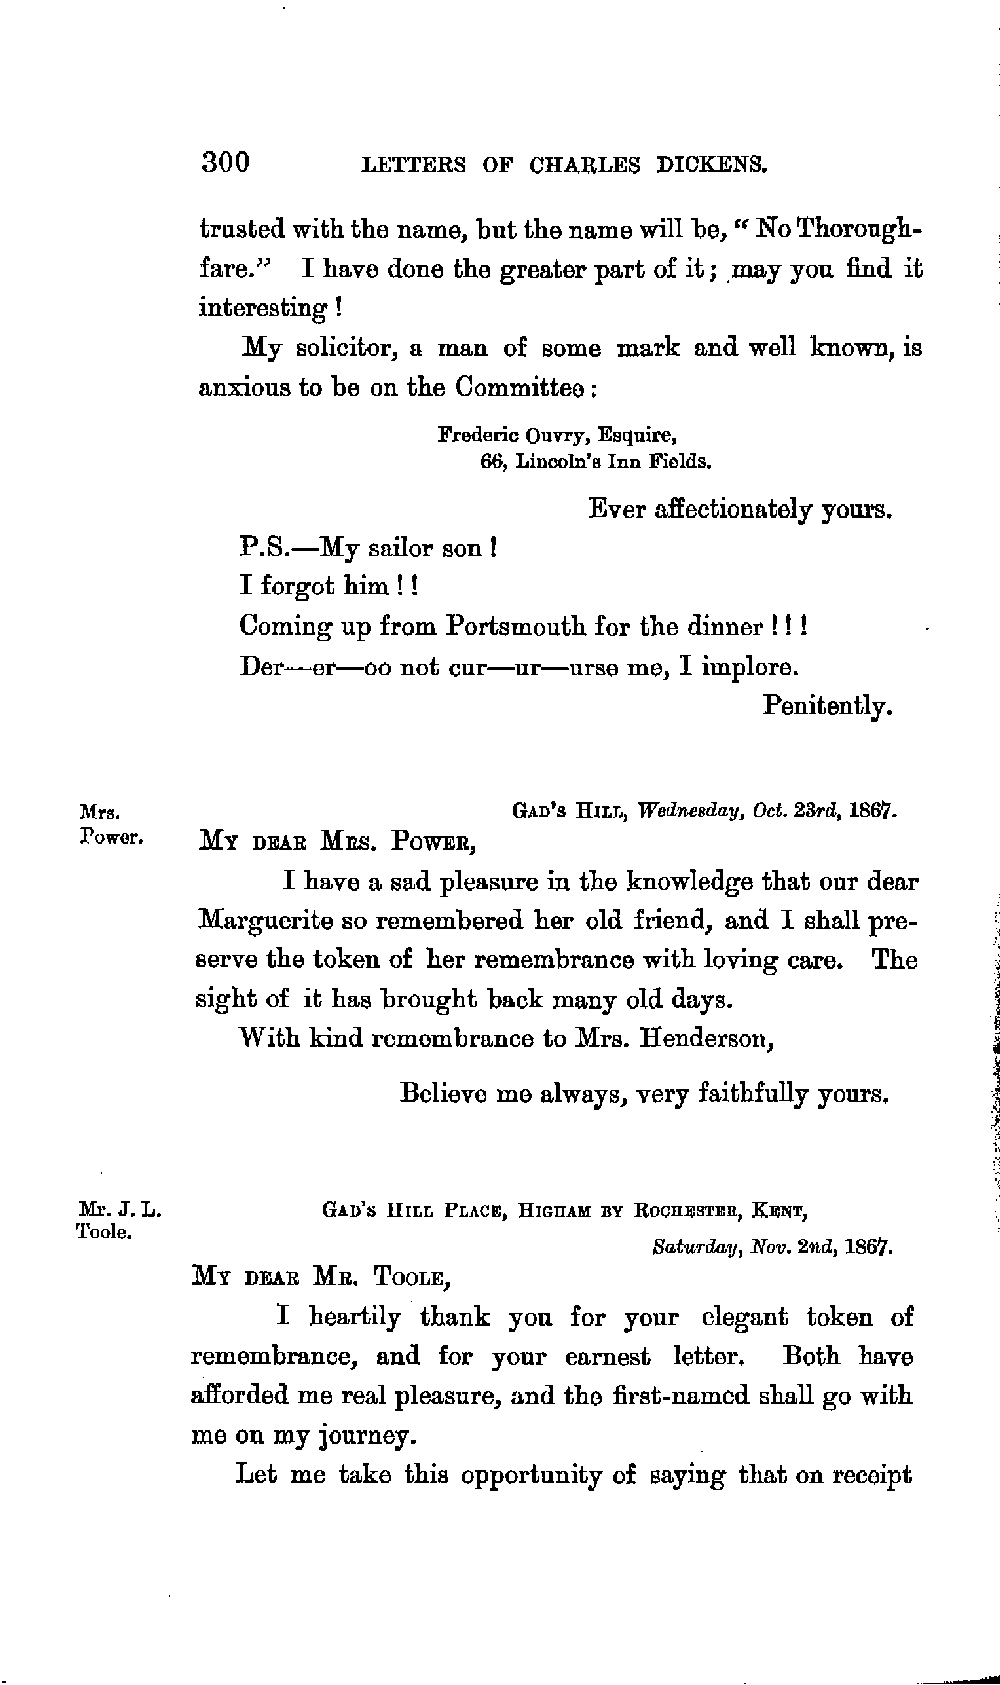 300 LETTERS OF CHARLES DICKENS.
trusted with the name, but the name will be, “ No Thorough-
fare.” I have done the greater part of it; may you find it
interesting !
My solicitor, a man of some mark and well known, is
anxious to be on the Committee :
Frederic Ouvry, Esquire,
66, Lincoln's Inn Fields.
Ever affectionately yours.
P.S.—My sailor son !
I forgot him ! !
Coming up from Portsmouth for the dinner ! ! !
Der—er—oo not cur—ur—urse me, I implore.
Penitently.
Mrs.
Power.
GAD'S HILL, Wednesday, Oct. 23rd, 1867.
MY DEAR MRS. POWER,
I have a sad pleasure in the knowledge that our dear
Marguerite so remembered her old friend, and I shall pre-
serve the token of her remembrance with loving care. The
sight of it has brought back many old days.
With kind remembrance to Mrs. Henderson,
Believe me always, very faithfully yours.
Mr. J. L.
Toole.
GAD'S HILL PLACE, HIGHAM BY ROCHESTER, KENT,
Saturday, Nov. 2nd, 1867.
MY DEAR MR. TOOLE,
I heartily thank you for your elegant token of
remembrance, and for your earnest letter. Both have
afforded me real pleasure, and the first-named shall go with
me on my journey.
Let me take this opportunity of saying that on receipt